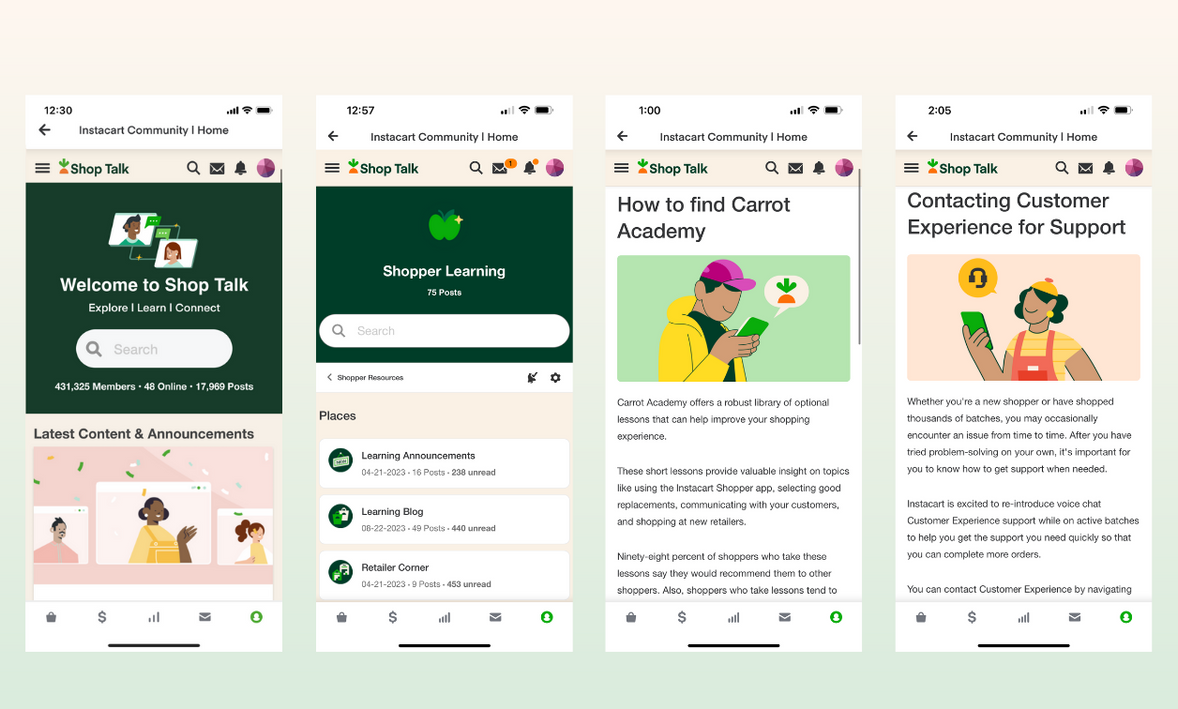 12:30
Instacart Community | Home
Shop Talk
Welcome to Shop Talk
Explore | Learn | Connect
Search
431,325 Members • 48 Online • 17,969 Posts
Latest Content & Announcements
12:57
Instacart Community | Home
Shop Talk
1
Shopper Learning
75 Posts
Search
Shopper Resources
Places
Learning Announcements
04-21-2023 • 16 Posts • 238 unread
Learning Blog
08-22-2023 • 49 Posts • 440 unread
Retailer Corner
04-21-2023 • 9 Posts • 453 unread
1:00
Instacart Community | Home
Shop Talk
How to find Carrot
Academy
Carrot Academy offers a robust library of optional
lessons that can help improve your shopping
experience.
These short lessons provide valuable insight on topics
like using the Instacart Shopper app, selecting good
replacements, communicating with your customers,
and shopping at new retailers.
Ninety-eight percent of shoppers who take these
lessons say they would recommend them to other
shoppers. Also, shoppers who take lessons tend to
2:05
Instacart Community | Home
Shop Talk
Contacting Customer
Experience for Support
Whether you're a new shopper or have shopped
thousands of batches, you may occasionally
encounter an issue from time to time. After you have
tried problem-solving on your own, it's important for
you to know how to get support when needed.
Instacart is excited to re-introduce voice chat
Customer Experience support while on active batches
to help you get the support you need quickly so that
you can complete more orders.
You can contact Customer Experience by navigating